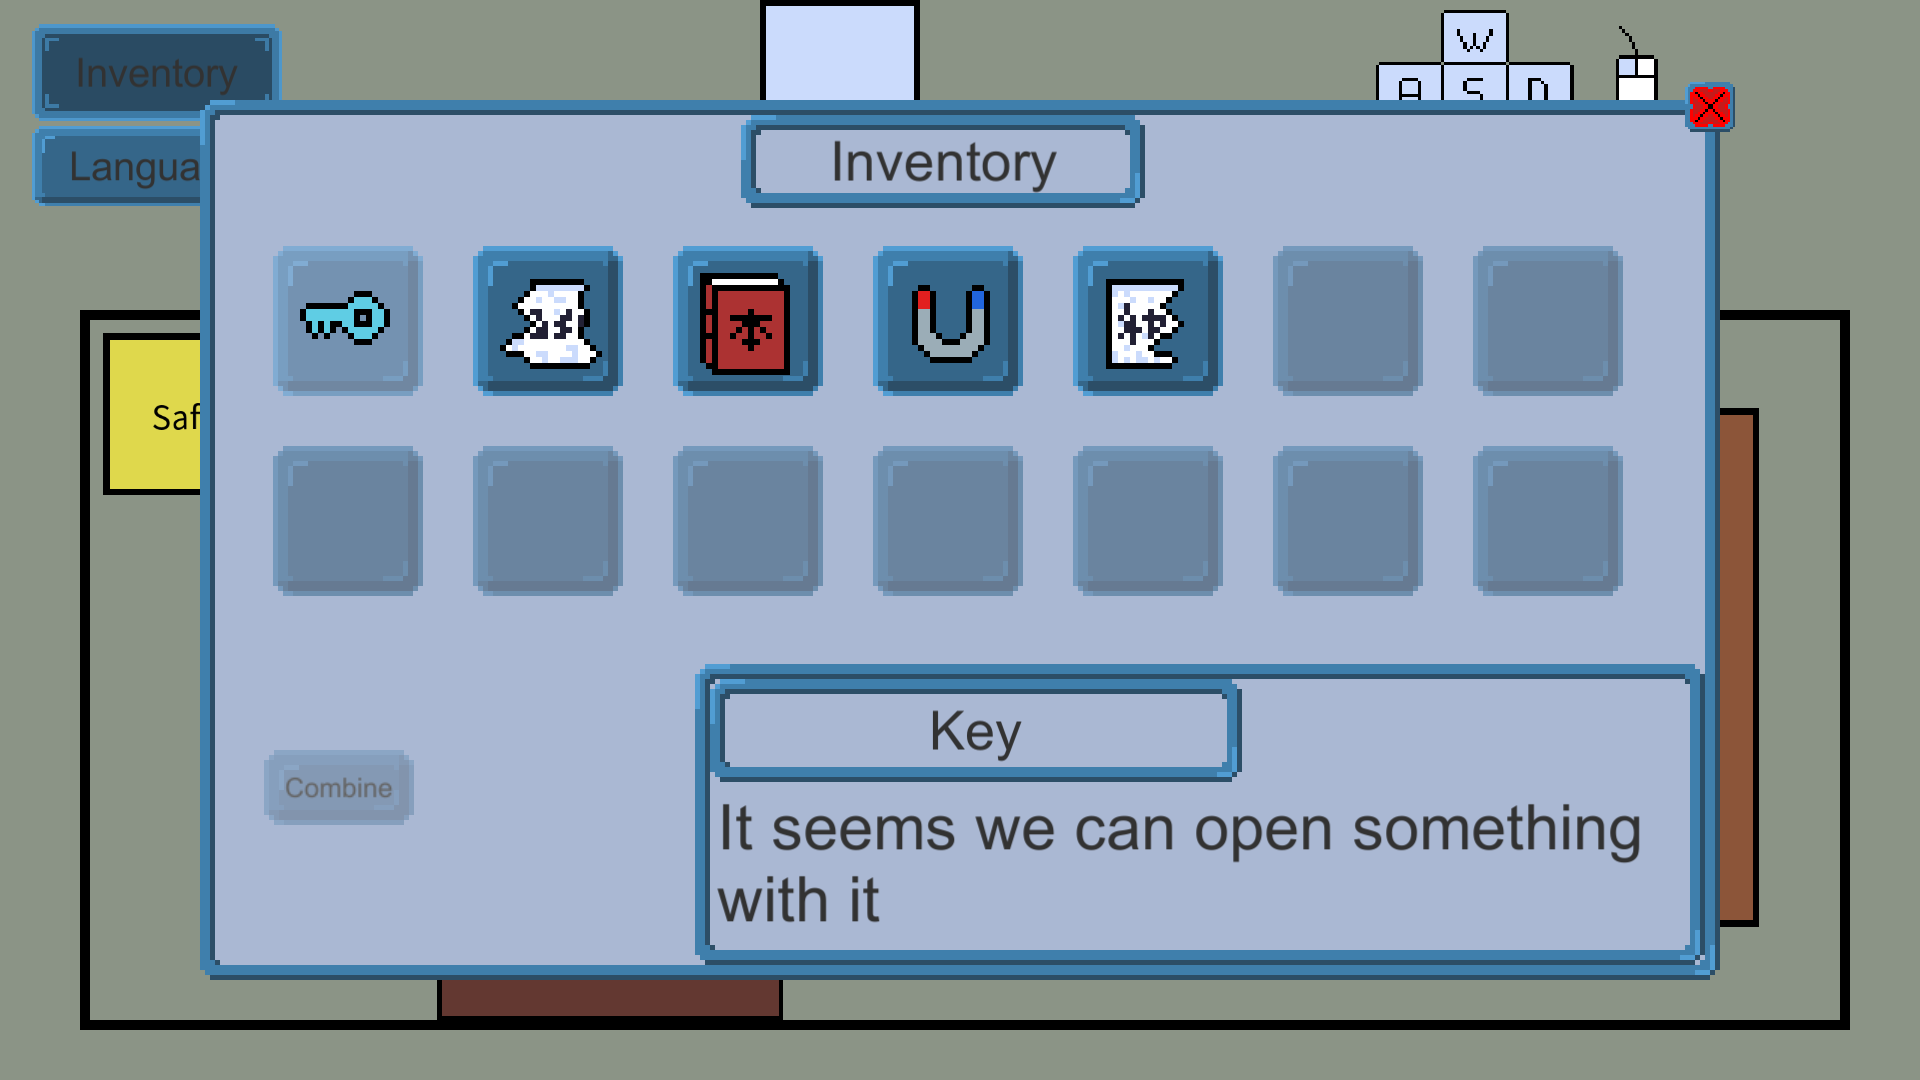 Inventory
W
A S D
Langua
Inventory
Saf
Key
It seems we can open something
with it
Combine